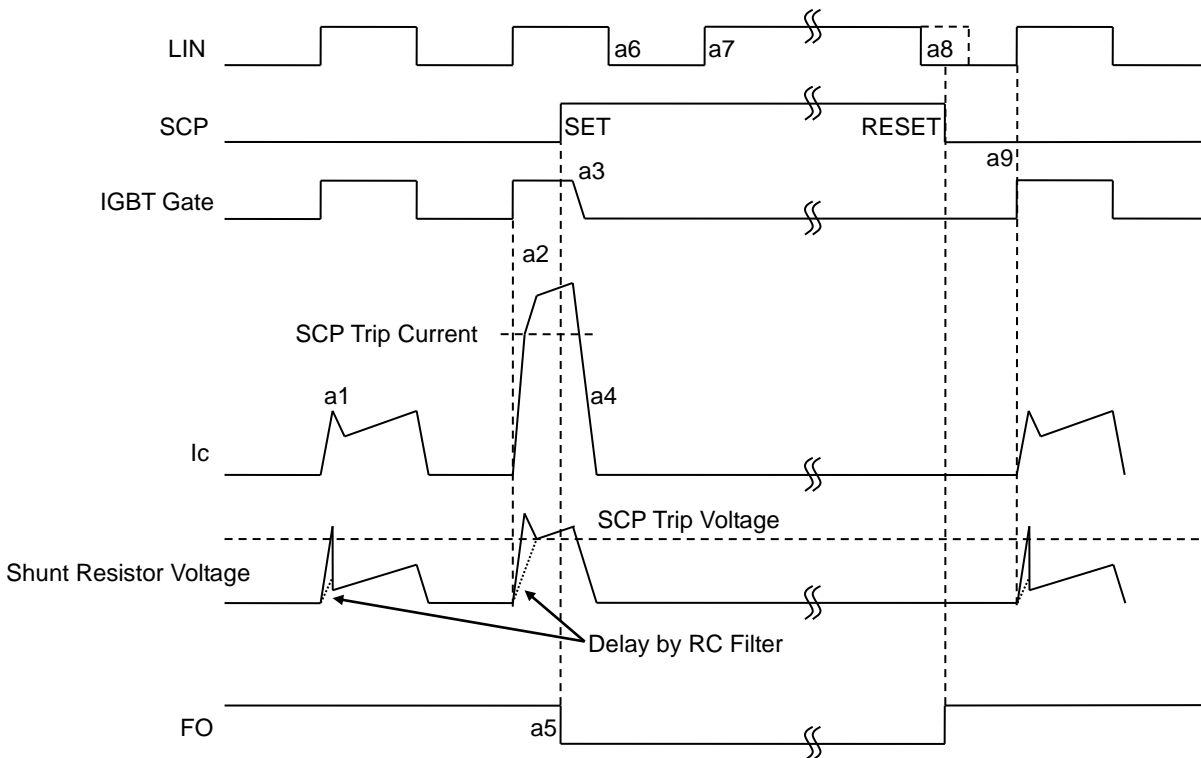 LIN
a6
a7
a8
SCP
SET
RESET
a9
a3
IGBT Gate
a2
SCP Trip Current
a1
a4
Ic
SCP Trip Voltage
Shunt Resistor Voltage
Delay by RC Filter
FO
a5